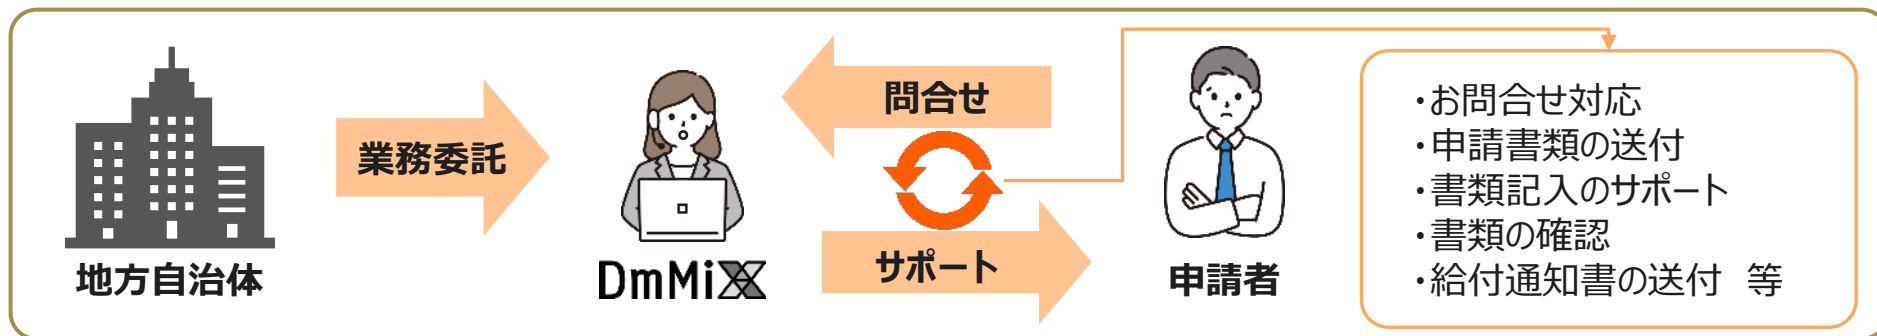 業務委託
問合せ
サポート
地方自治体
DmMiX
申請者
・お問合せ対応
・申請書類の送付
・書類記入のサポート
・書類の確認
・給付通知書の送付　等